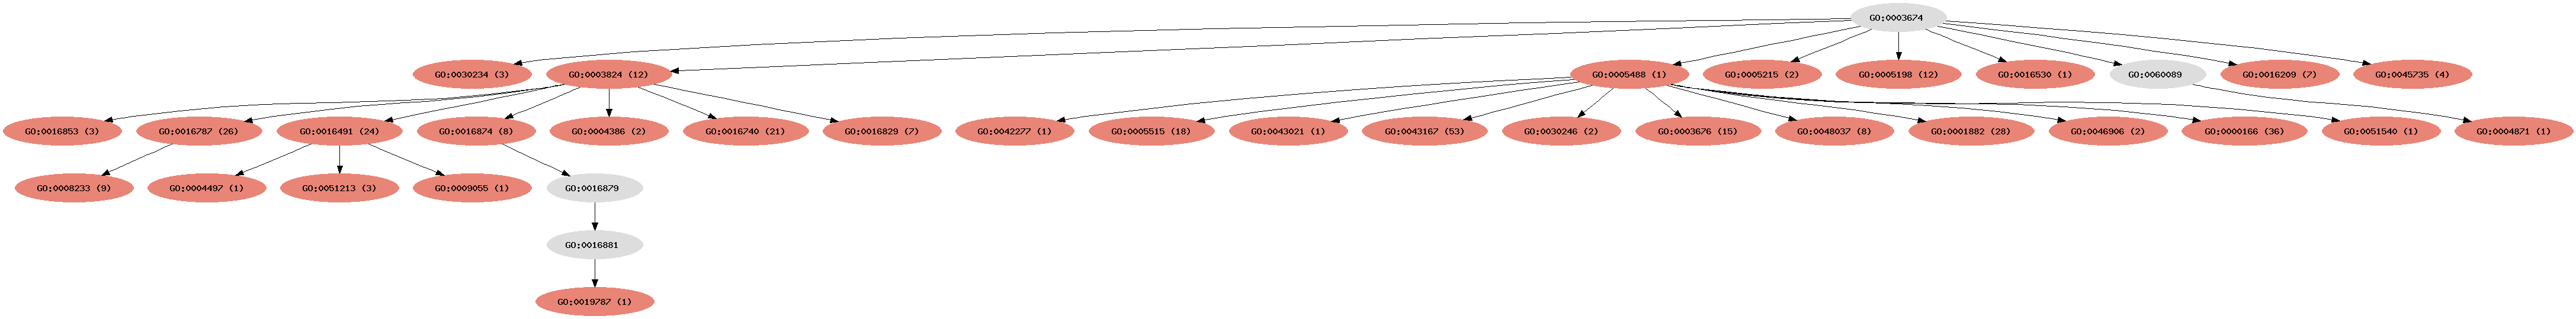 GO:0003674
GO:0030234 (3)
GO:0003824 (12)
GO:0005488 (1)
GO:0005215 (2)
GO:0005198 (12)
GO:0016530 (1)
GO:0060089
GO:0016209 (7)
GO:0045735 (4)
GO:0016853 (3)
GO:0016787 (26)
GO:0016491 (24)
GO:0016874 (8)
GO:0004386 (2)
GO:0016740 (21)
GO:0016829 (7)
GO:0042277 (1)
GO:0005515 (18)
GO:0043021 (1)
GO:0043167 (53)
GO:0030246 (2)
GO:0003676 (15)
GO:0048037 (8)
GO:0001882 (28)
GO:0046906 (2)
GO:0000166 (36)
GO:0051540 (1)
GO:0004871 (1)
GO:0008233 (9)
GO:0004497 (1)
GO:0051213 (3)
GO:0009055 (1)
GO:0016879
GO:0016881
GO:0019787 (1)